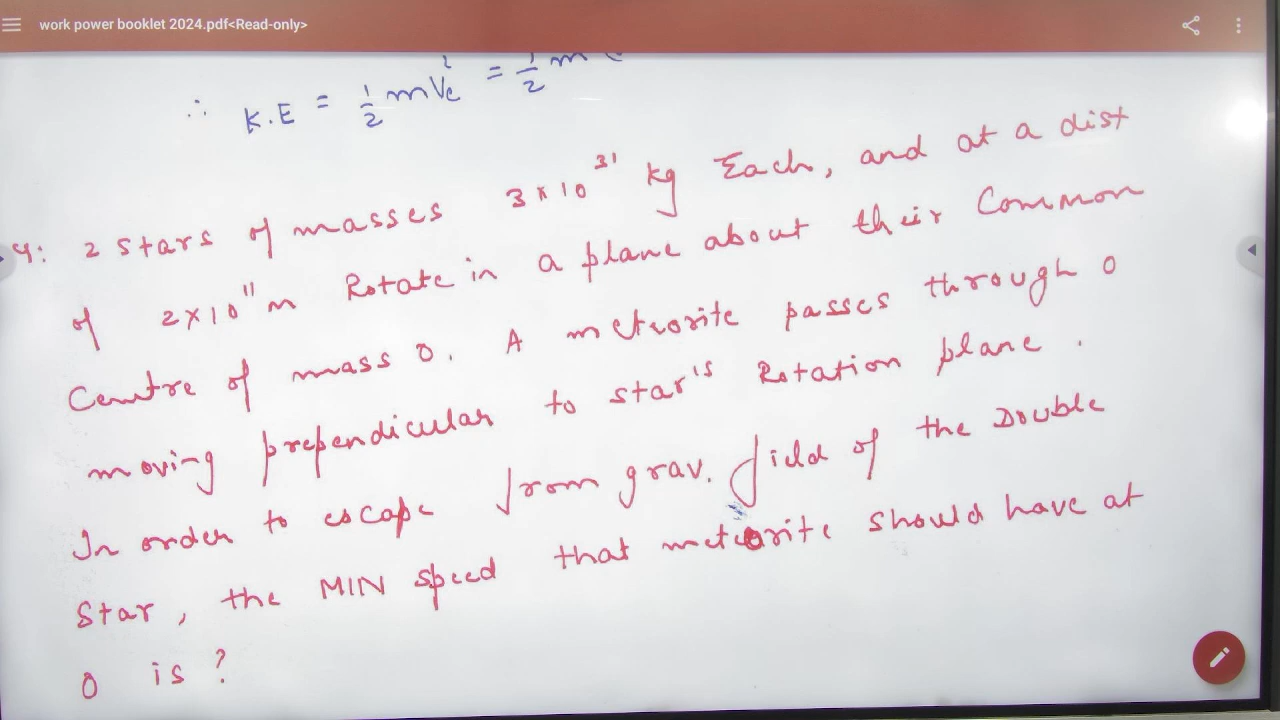 work power booklet 2024.pdf<Read-only>
∴ K.E = 1/2 mVe² = 1/2 m
4: 2 stars of masses 3×10³¹ kg Each, and at a dist
of 2×10¹¹m Rotate in a plane about their Common
Centre of mass O. A meteorite passes through O
moving prependicular to star's Rotation plane.
In order to escape from grav. field of the Double
Star, the MIN speed that meteorite should have at
O is?